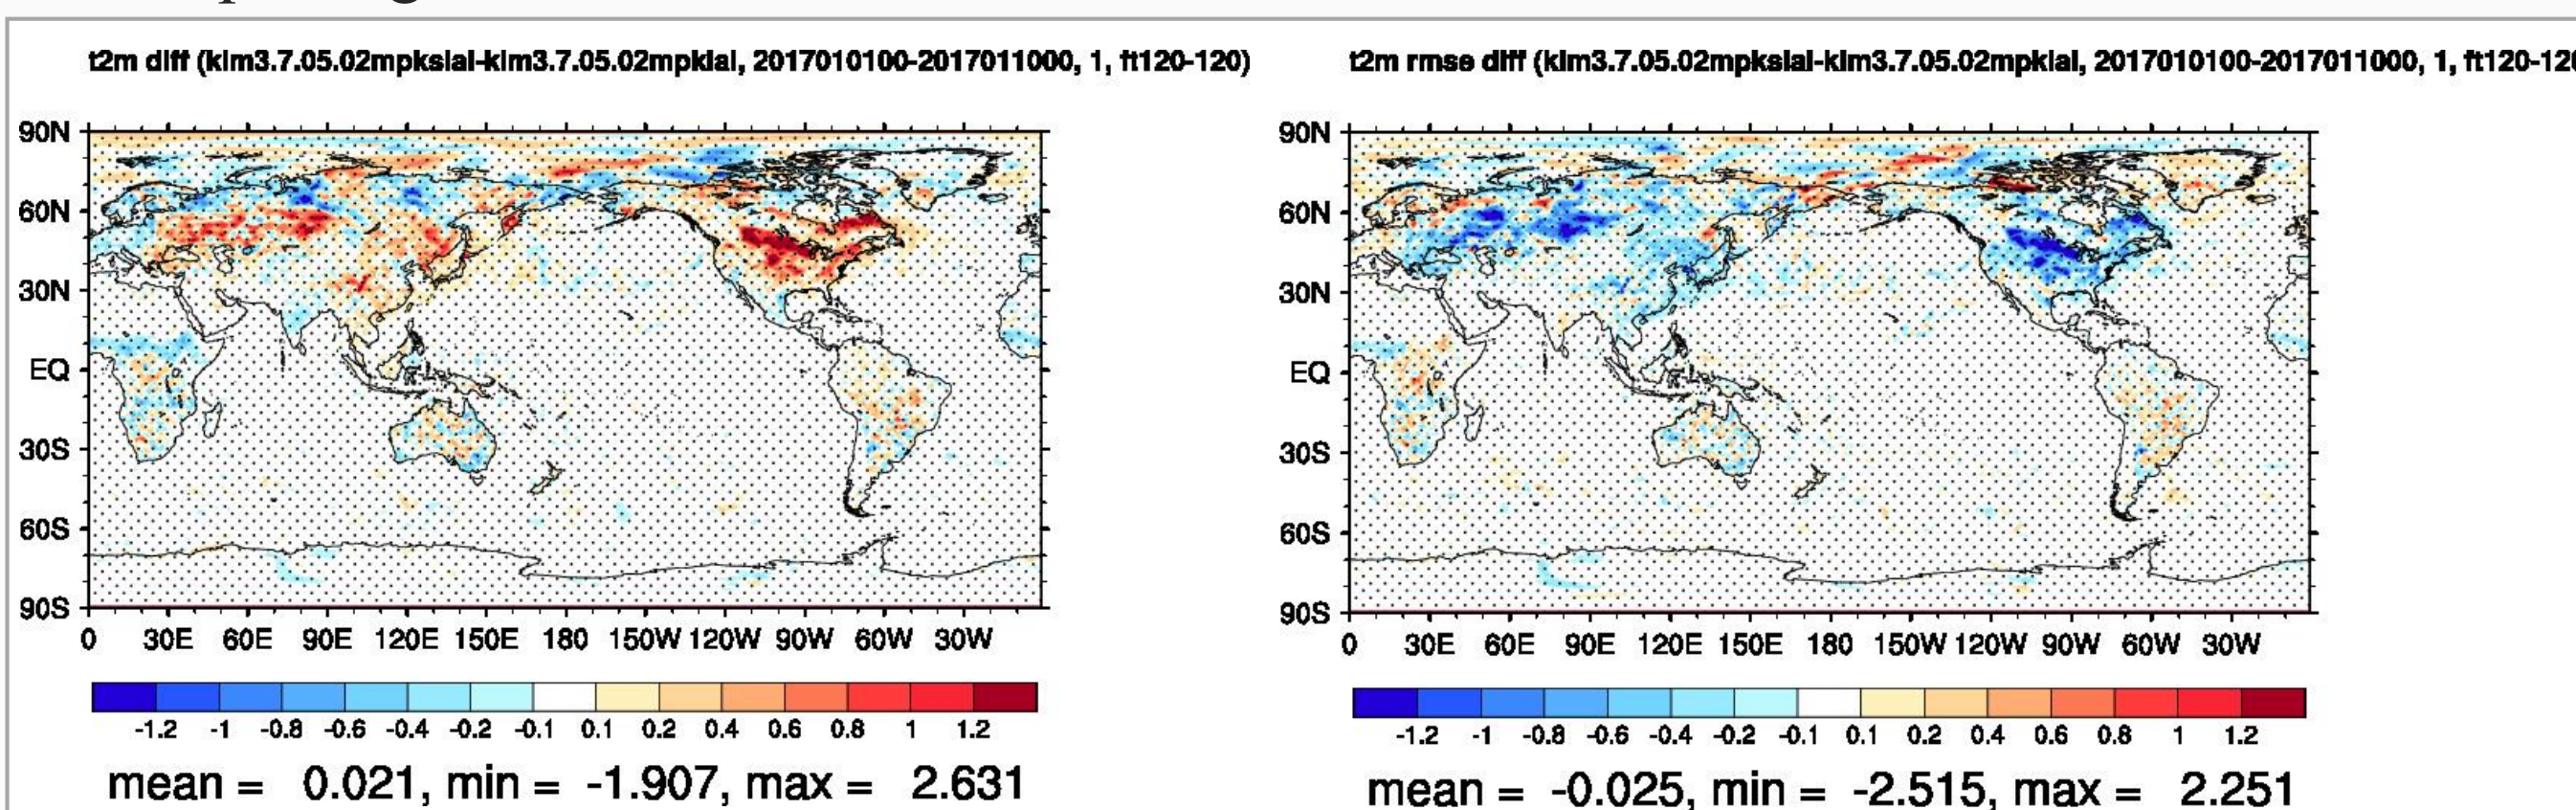 t2m diff (kim3.7.05.02mpksial-kim3.7.05.02mpkial, 2017010100-2017011000, 1, ft120-120)
90N
60N
30N
EQ
30S
60S
90S
0 30E 60E 90E 120E 150E 180 150W 120W 90W 60W 30W
-1.2 -1 -0.8 -0.6 -0.4 -0.2 -0.1 0.1 0.2 0.4 0.6 0.8 1 1.2
mean = 0.021, min = -1.907, max = 2.631
t2m rmse diff (kim3.7.05.02mpksial-kim3.7.05.02mpkial, 2017010100-2017011000, 1, ft120-120
90N
60N
30N
EQ
30S
60S
90S
0 30E 60E 90E 120E 150E 180 150W 120W 90W 60W 30W
-1.2 -1 -0.8 -0.6 -0.4 -0.2 -0.1 0.1 0.2 0.4 0.6 0.8 1 1.2
mean = -0.025, min = -2.515, max = 2.251